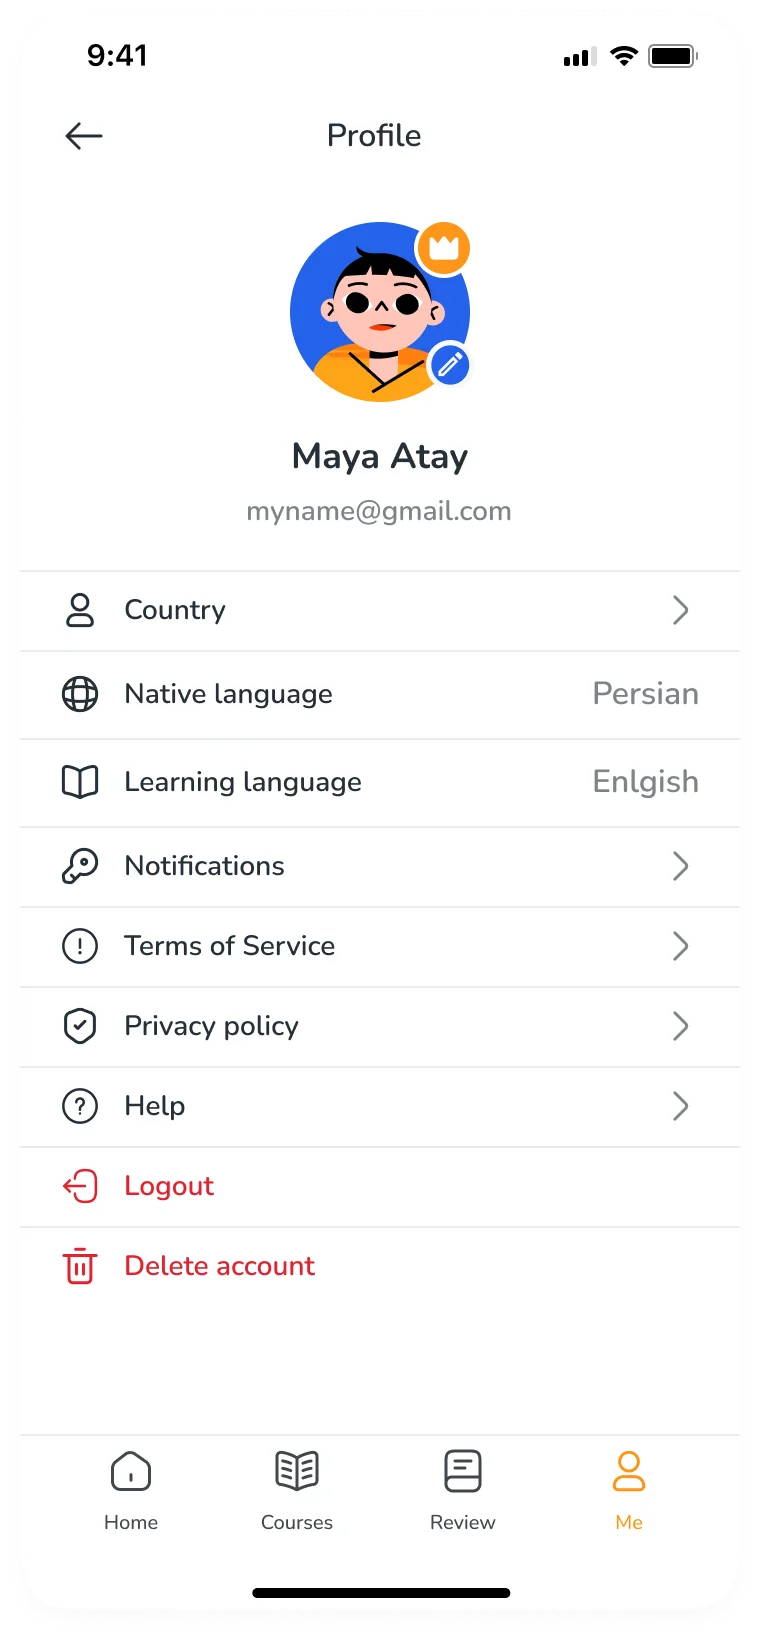 9:41
Profile
Maya Atay
myname@gmail.com
Country
Native language Persian
Learning language Enlgish
Notifications
Terms of Service
Privacy policy
Help
Logout
Delete account
Home Courses Review Me